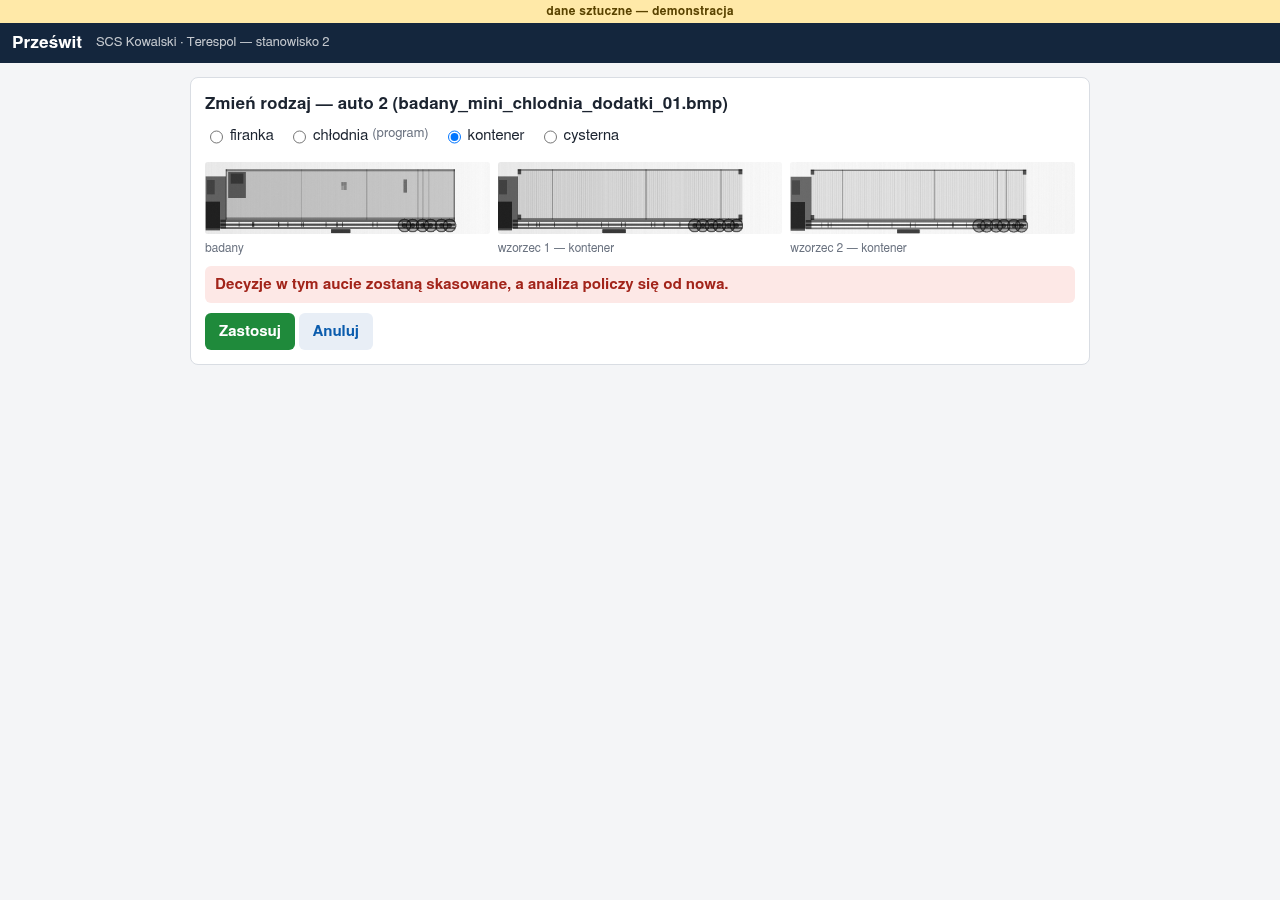 dane sztuczne — demonstracja
Prześwit SCS Kowalski · Terespol — stanowisko 2
Zmień rodzaj — auto 2 (badany_mini_chlodnia_dodatki_01.bmp)
firanka chłodnia (program) kontener cysterna
badany wzorzec 1 — kontener wzorzec 2 — kontener
Decyzje w tym aucie zostaną skasowane, a analiza policzy się od nowa.
Zastosuj Anuluj